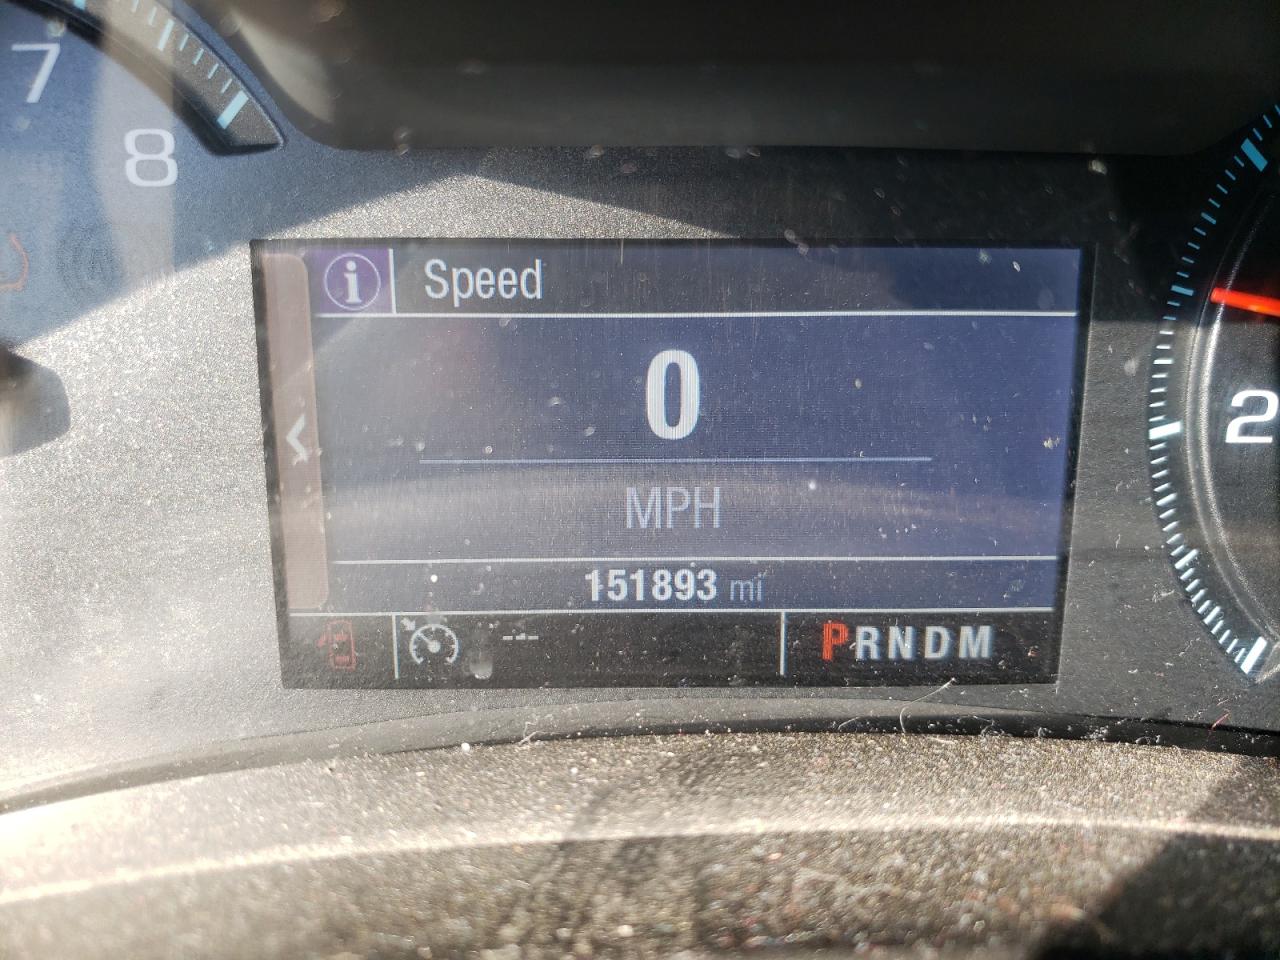 7
8
Speed
0
MPH
151893 mi
---
PRNDM
2